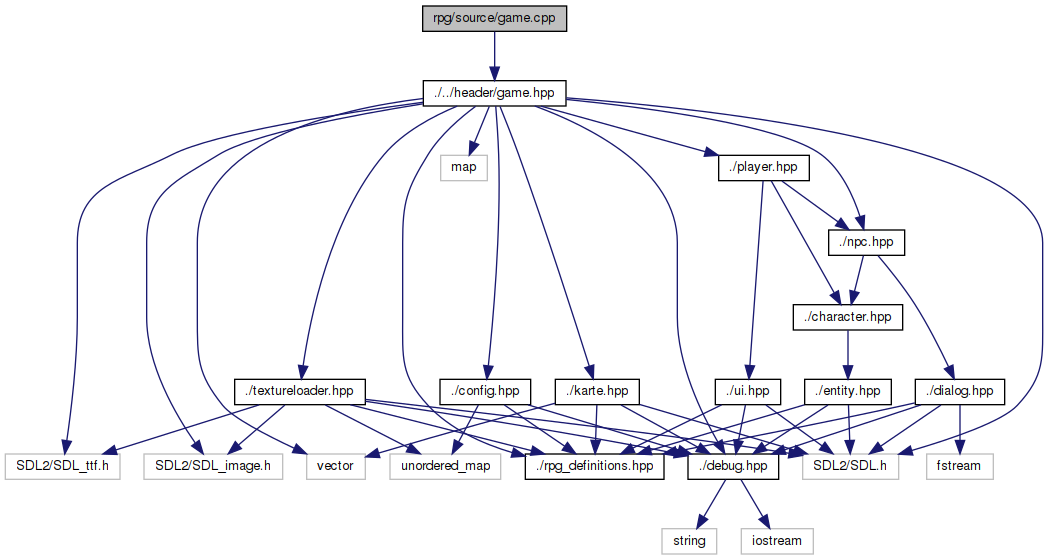 rpg/source/game.cpp
./../header/game.hpp
map
./player.hpp
./npc.hpp
./character.hpp
./textureloader.hpp
./config.hpp
./karte.hpp
./ui.hpp
./entity.hpp
./dialog.hpp
SDL2/SDL_ttf.h
SDL2/SDL_image.h
vector
unordered_map
./rpg_definitions.hpp
./debug.hpp
SDL2/SDL.h
fstream
string
iostream